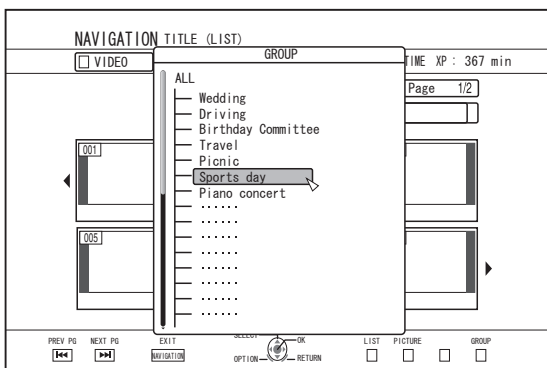 NAVIGATION TITLE (LIST)
GROUP
VIDEO
TIME XP : 367 min
Page 1/2
ALL
Wedding
Driving
Birthday Committee
Travel
Picnic
Sports day
Piano concert
......
......
......
......
......
......
......
......
001
005
PREV PG NEXT PG EXIT OK LIST PICTURE GROUP
NAVIGATION OPTION RETURN